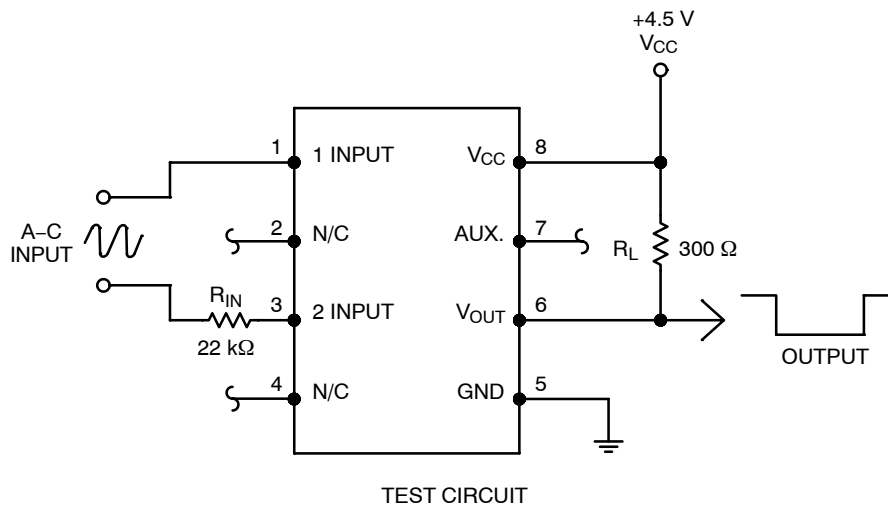 +4.5 V
VCC
1
1 INPUT
VCC
8
A–C
INPUT
2
N/C
AUX.
7
RL
300 Ω
RIN
3
2 INPUT
VOUT
6
22 kΩ
OUTPUT
4
N/C
GND
5
TEST CIRCUIT